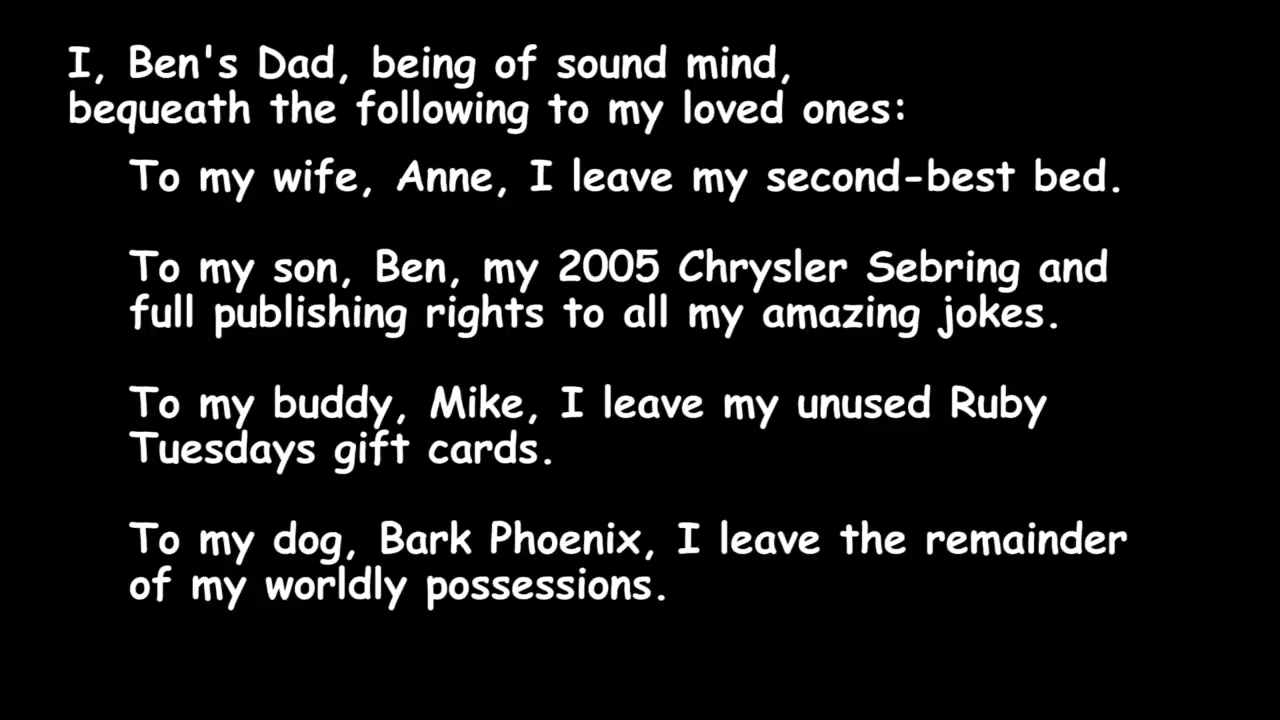 I, Ben's Dad, being of sound mind,
bequeath the following to my loved ones:
To my wife, Anne, I leave my second-best bed.
To my son, Ben, my 2005 Chrysler Sebring and
full publishing rights to all my amazing jokes.
To my buddy, Mike, I leave my unused Ruby
Tuesdays gift cards.
To my dog, Bark Phoenix, I leave the remainder
of my worldly possessions.